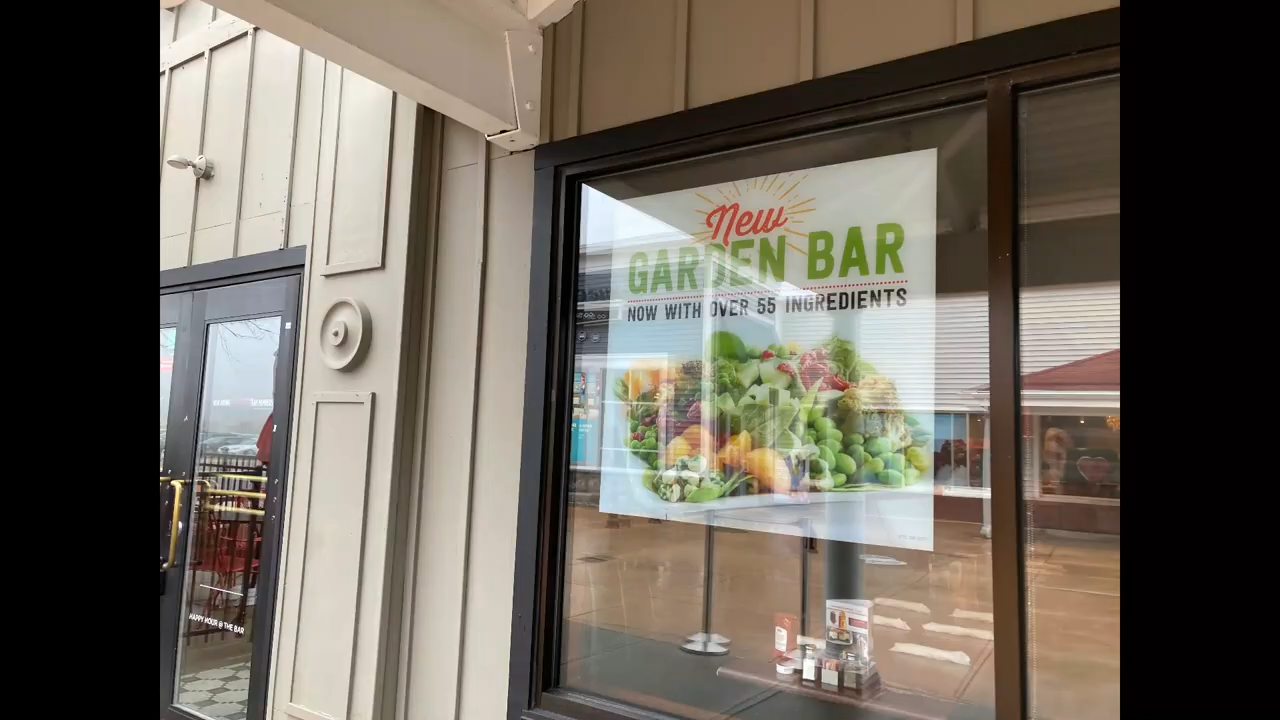 New
GARDEN BAR
NOW WITH OVER 55 INGREDIENTS
HAPPY HOUR @ THE BAR